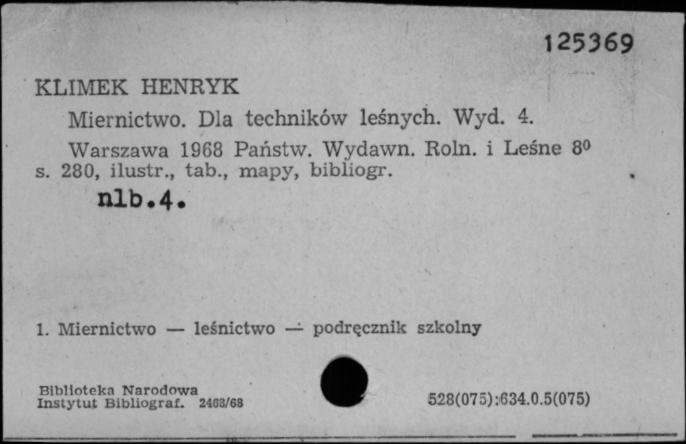 125369
KLIMEK HENRYK
Miernictwo. Dla techników leśnych. Wyd. 4.
Warszawa 1968 Państw. Wydawn. Roln. i Leśne 8⁰
s. 280, ilustr., tab., mapy, bibliogr.
nlb.4.
1. Miernictwo — leśnictwo — podręcznik szkolny
Biblioteka Narodowa
Instytut Bibliograf. 2463/68
528(075):634.0.5(075)